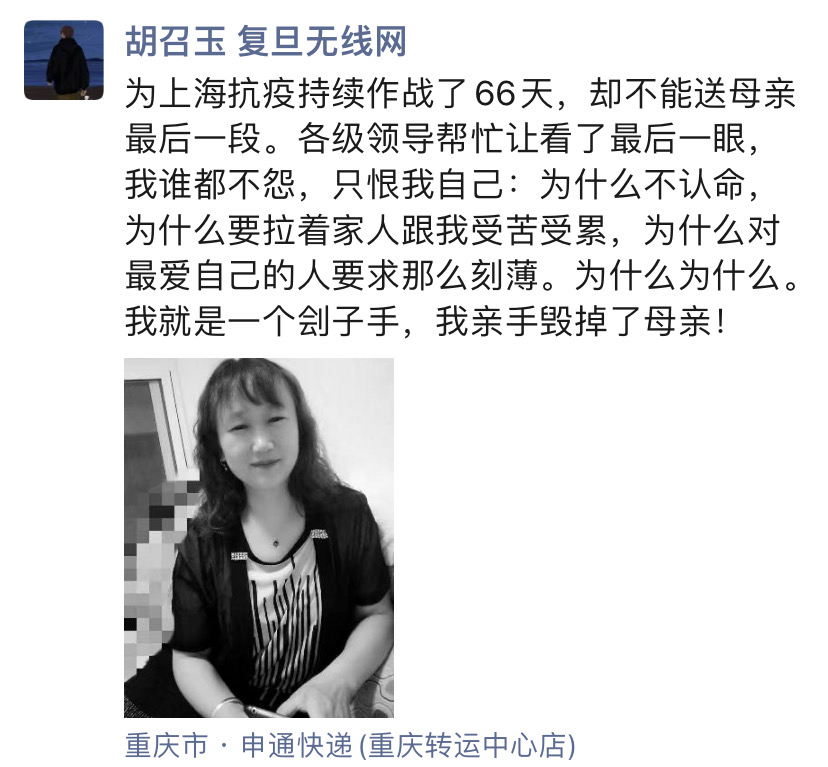 胡召玉 复旦无线网
为上海抗疫持续作战了66天，却不能送母亲
最后一段。各级领导帮忙让看了最后一眼，
我谁都不怨，只恨我自己：为什么不认命，
为什么要拉着家人跟我受苦受累，为什么对
最爱自己的人要求那么刻薄。为什么为什么。
我就是一个刽子手，我亲手毁掉了母亲！
重庆市 · 申通快递(重庆转运中心店)